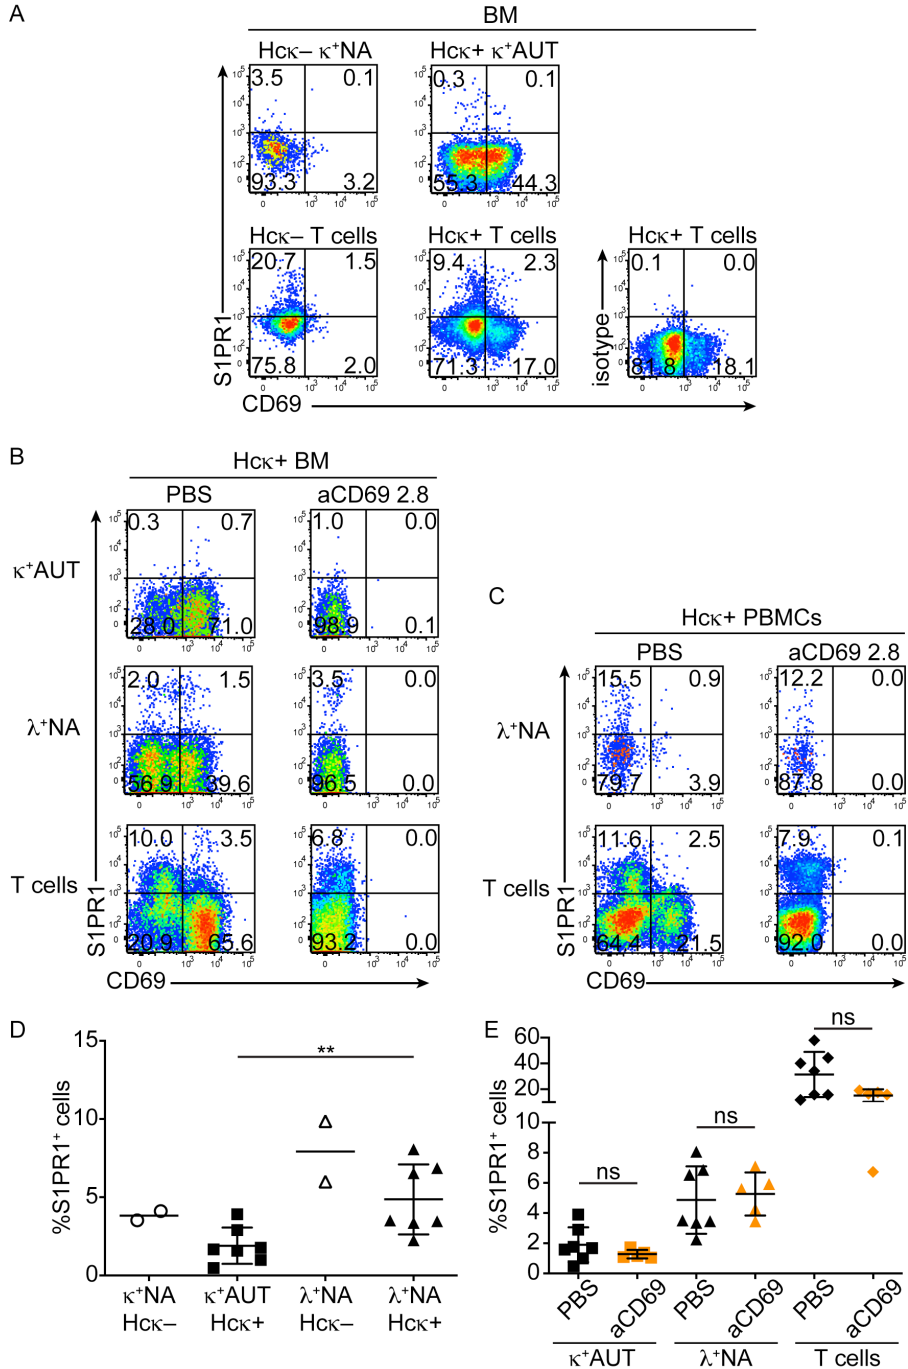 A
BM
Hcκ– κ⁺NA
Hcκ+ κ⁺AUT
3.5 0.1
93.3 3.2
0.3 0.1
55.3 44.3
Hcκ– T cells
Hcκ+ T cells
Hcκ+ T cells
20.7 1.5
75.8 2.0
9.4 2.3
71.3 17.0
0.1 0.0
81.8 18.1
S1PR1
isotype
CD69
B
Hcκ+ BM
PBS
aCD69 2.8
κ⁺AUT
0.3 0.7
28.0 71.0
1.0 0.0
98.9 0.1
λ⁺NA
2.0 1.5
56.9 39.6
3.5 0.0
96.5 0.0
T cells
10.0 3.5
20.9 65.6
6.8 0.0
93.2 0.0
S1PR1
CD69
C
Hcκ+ PBMCs
PBS
aCD69 2.8
λ⁺NA
15.5 0.9
79.7 3.9
12.2 0.0
87.8 0.0
T cells
11.6 2.5
64.4 21.5
7.9 0.1
92.0 0.0
S1PR1
CD69
D
%S1PR1⁺ cells
15
10
5
0
**
κ⁺NA κ⁺AUT λ⁺NA λ⁺NA
Hcκ– Hcκ+ Hcκ– Hcκ+
E
%S1PR1⁺ cells
60
40
20
10
8
6
4
2
0
ns
ns
ns
PBS aCD69 PBS aCD69 PBS aCD69
κ⁺AUT λ⁺NA T cells